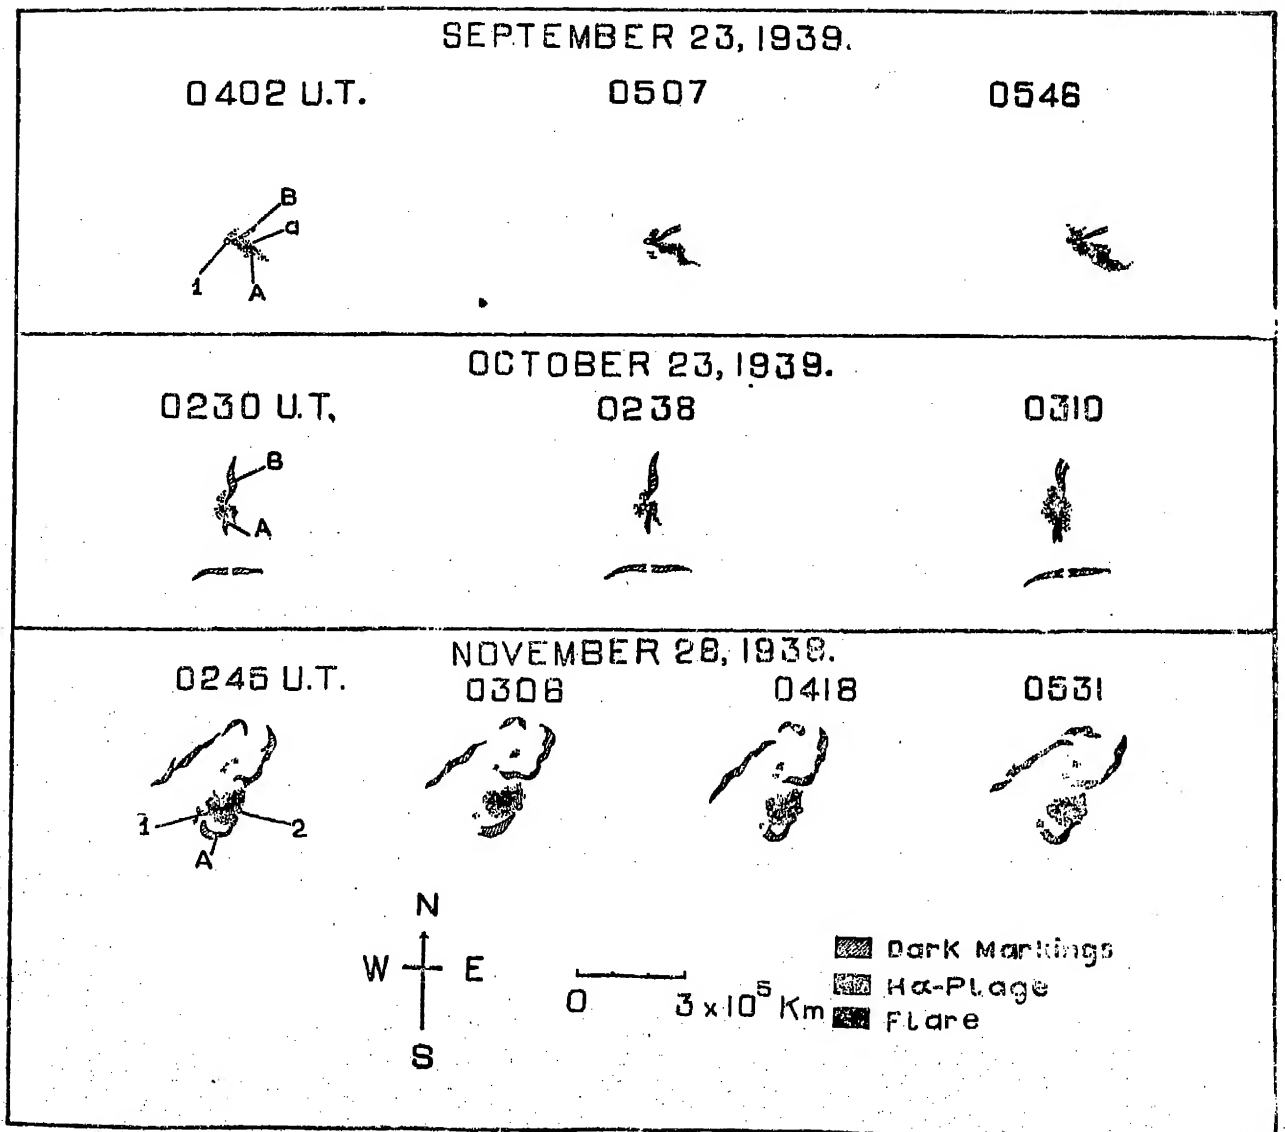 SEPTEMBER 23, 1939.
0402 U.T. 0507 0546
B
a
1
A
OCTOBER 23, 1939.
0230 U.T. 0238 0310
B
A
NOVEMBER 28, 1939.
0245 U.T. 0306 0418 0531
1
2
A
N
W E
S
0 3 x 10⁵ Km
Dark Markings
Hα-Plage
Flare